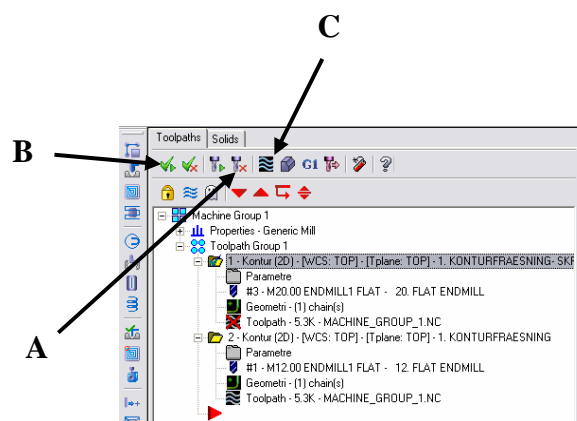 C
B
A
Toolpaths Solids
G1
Machine Group 1
Properties - Generic Mill
Toolpath Group 1
1 - Kontur (2D) - [WCS: TOP] - [Tplane: TOP] - 1. KONTURFRAESNING- SKR
Parametre
#3 - M20.00 ENDMILL1 FLAT - 20. FLAT ENDMILL
Geometri - (1) chain(s)
Toolpath - 5.3K - MACHINE_GROUP_1.NC
2 - Kontur (2D) - [WCS: TOP] - [Tplane: TOP] - 1. KONTURFRAESNING
Parametre
#1 - M12.00 ENDMILL1 FLAT - 12. FLAT ENDMILL
Geometri - (1) chain(s)
Toolpath - 5.3K - MACHINE_GROUP_1.NC